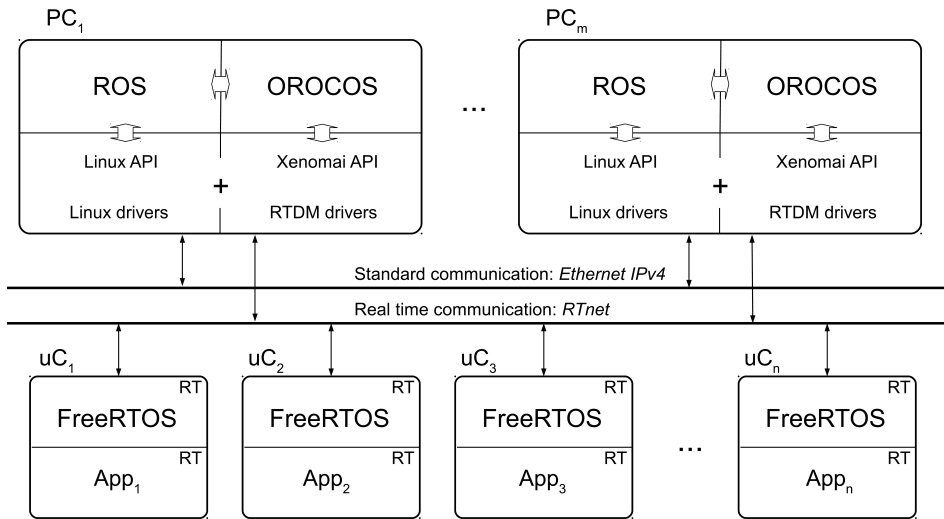 PC1 PCm
ROS OROCOS ... ROS OROCOS
Linux API Xenomai API Linux API Xenomai API
+ +
Linux drivers RTDM drivers Linux drivers RTDM drivers
Standard communication: Ethernet IPv4
Real time communication: RTnet
uC1 uC2 uC3 uCn
RT RT RT RT
FreeRTOS FreeRTOS FreeRTOS FreeRTOS
RT RT RT ... RT
App1 App2 App3 Appn